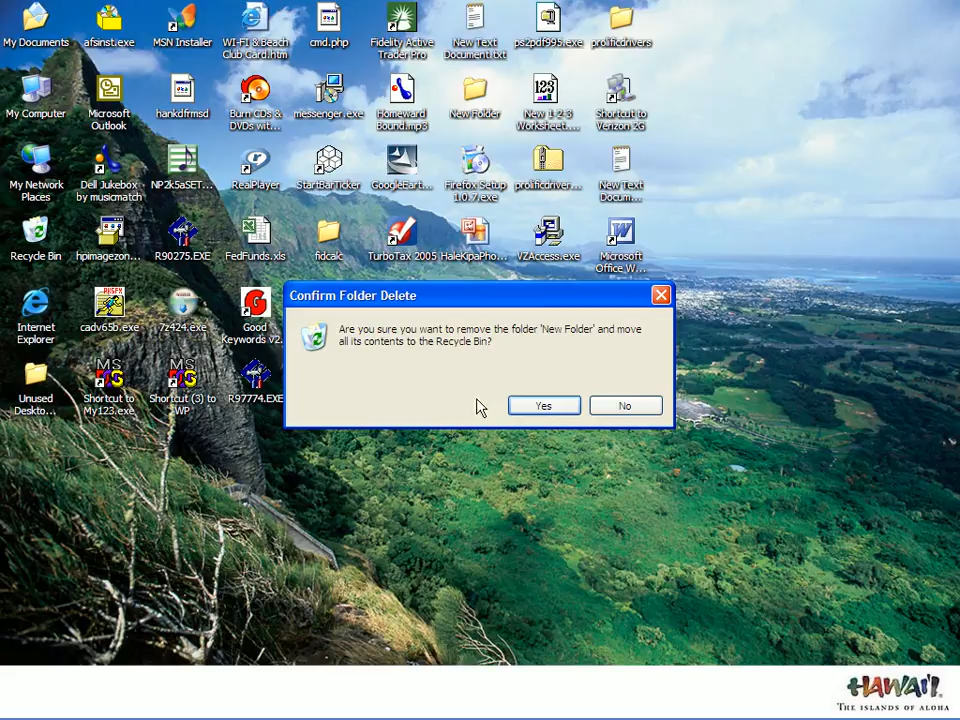 My Documents
afsinst.exe
MSN Installer
WI-FI & Beach
Club Card.htm
cmd.php
Fidelity Active
Trader Pro
New Text
Document.txt
ps2pdf995.exe
prolificdrivers
My Computer
Microsoft
Outlook
hankdfrmsd
Burn CDs &
DVDs wit...
messenger.exe
Homeward
Bound.mp3
New Folder
123
New 1-2-3
Worksheet....
Shortcut to
Verizon 2G
My Network
Places
Dell Jukebox
by musicmatch
NP2k5aSET...
RealPlayer
StartBarTicker
GoogleEart...
Firefox Setup
1.0.7.exe
prolificdriver...
New Text
Docum...
Recycle Bin
hpimagezon...
R90275.EXE
FedFunds.xls
fidcalc
TurboTax 2005
HaleKipaPho...
VZAccess.exe
Microsoft
Office W...
Internet
Explorer
PKSFX
cadv65b.exe
7z424.exe
G
Good
Keywords v2.
Unused
Deskto...
MS
Shortcut to
My123.exe
MS
Shortcut (3) to
WP
R97774.EXE
Confirm Folder Delete
Are you sure you want to remove the folder 'New Folder' and move
all its contents to the Recycle Bin?
Yes
No
HAWAI'I.
THE ISLANDS OF ALOHA